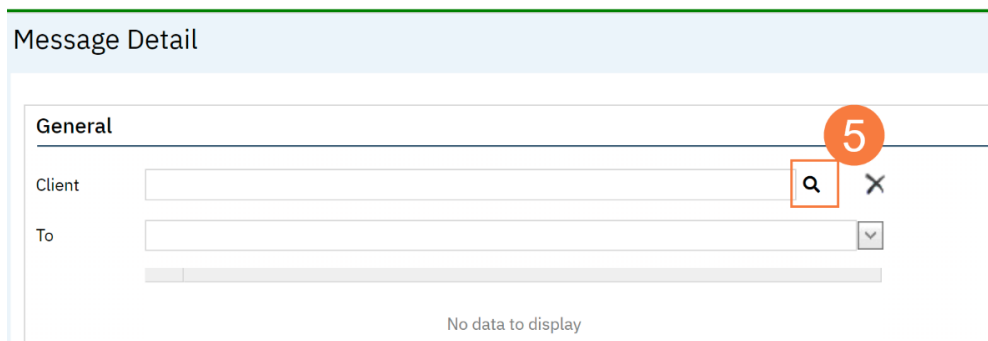 Message Detail
General
5
Client
To
No data to display